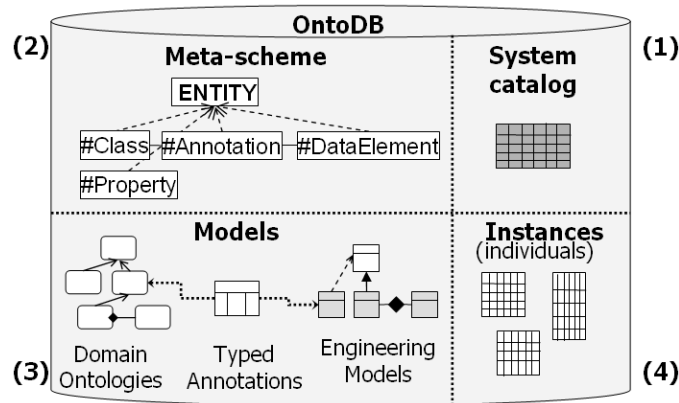 OntoDB
(2)
Meta-scheme
System
catalog
(1)
ENTITY
#Class
#Annotation
#DataElement
#Property
Models
Instances
(individuals)
Domain
Ontologies
Typed
Annotations
Engineering
Models
(3)
(4)